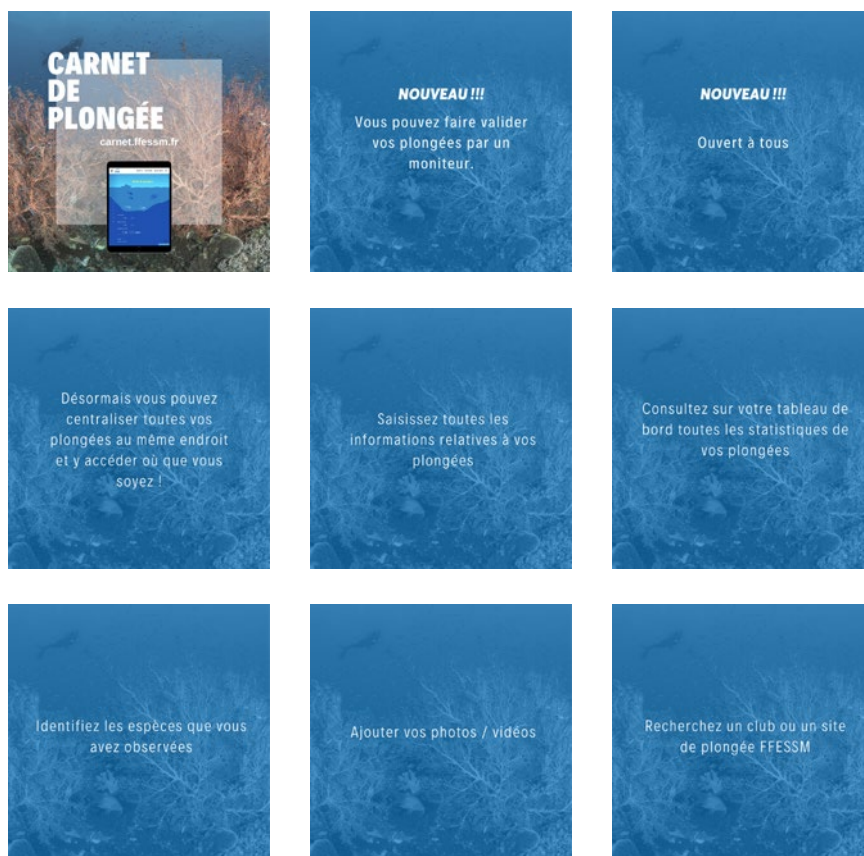 CARNET
DE
PLONGÉE
carnet.ffessm.fr
NOUVEAU !!!
Vous pouvez faire valider
vos plongées par un
moniteur.
NOUVEAU !!!
Ouvert à tous
Désormais vous pouvez
centraliser toutes vos
plongées au même endroit
et y accéder où que vous
soyez !
Saisissez toutes les
informations relatives à vos
plongées
Consultez sur votre tableau de
bord toutes les statistiques de
vos plongées
Identifiez les espèces que vous
avez observées
Ajouter vos photos / vidéos
Recherchez un club ou un site
de plongée FFESSM